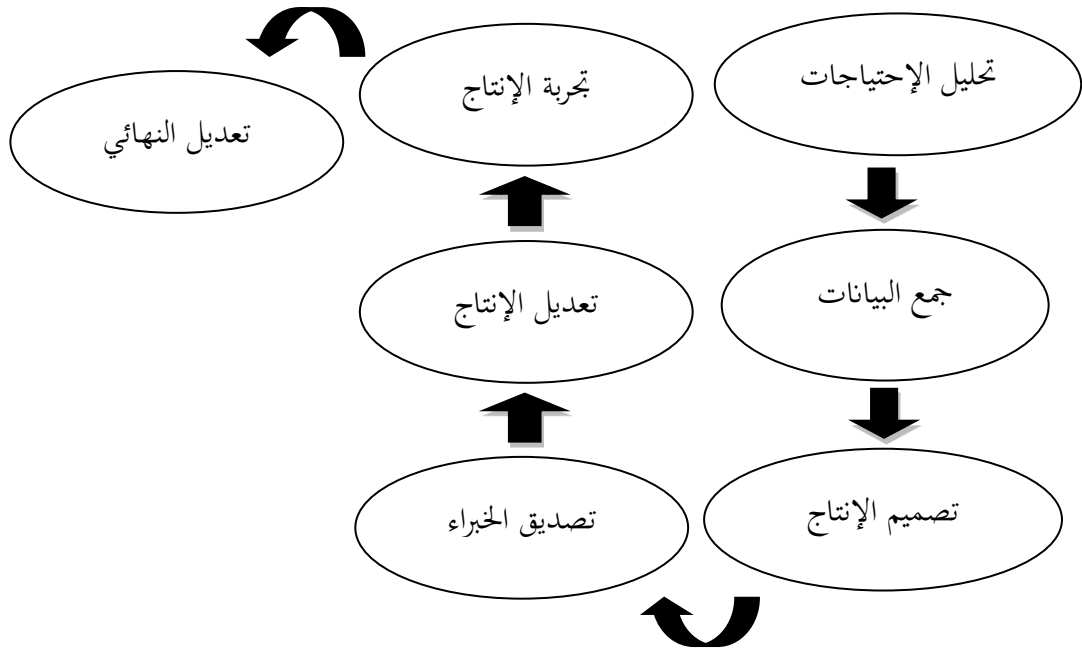 تحليل الإحتياجات
جمع البيانات
تصميم الإنتاج
تصديق الخبراء
تعديل الإنتاج
تجربة الإنتاج
تعديل النهائي